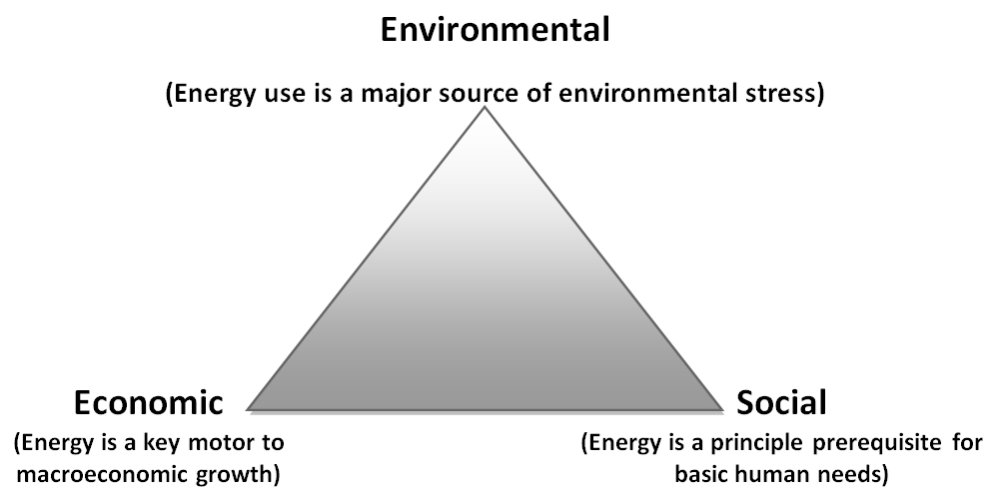 Environmental
(Energy use is a major source of environmental stress)
Economic
(Energy is a key motor to
macroeconomic growth)
Social
(Energy is a principle prerequisite for
basic human needs)